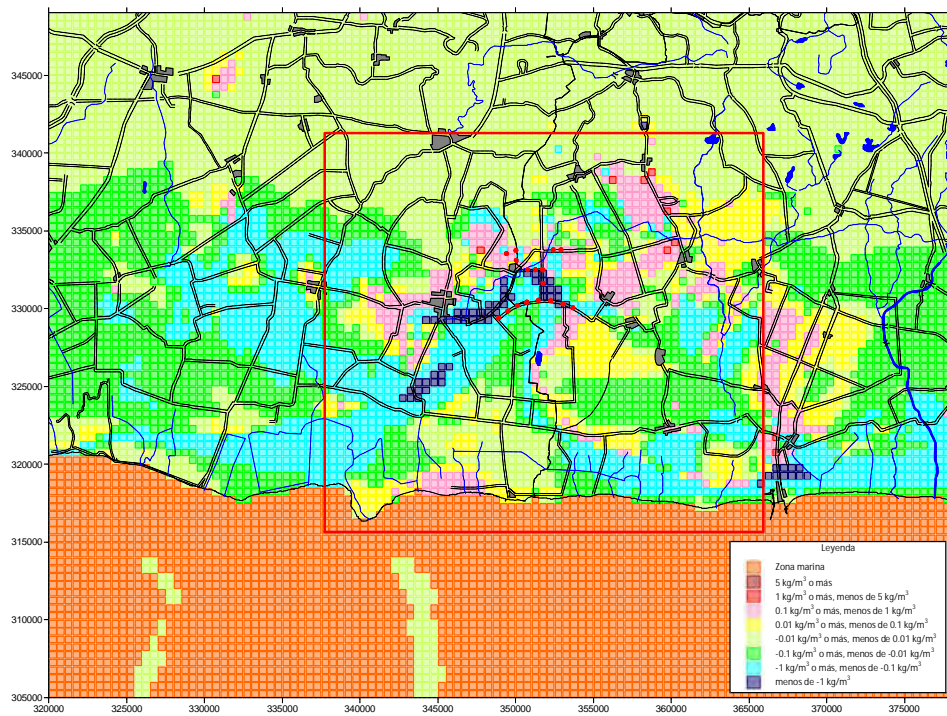 345000
340000
335000
330000
325000
320000
315000
310000
305000
320000 325000 330000 335000 340000 345000 350000 355000 360000 365000 370000 375000
Leyenda
Zona marina
5 kg/m³ o más
1 kg/m³ o más, menos de 5 kg/m³
0.1 kg/m³ o más, menos de 1 kg/m³
0.01 kg/m³ o más, menos de 0.1 kg/m³
-0.01 kg/m³ o más, menos de 0.01 kg/m³
-0.1 kg/m³ o más, menos de -0.01 kg/m³
-1 kg/m³ o más, menos de -0.1 kg/m³
menos de -1 kg/m³